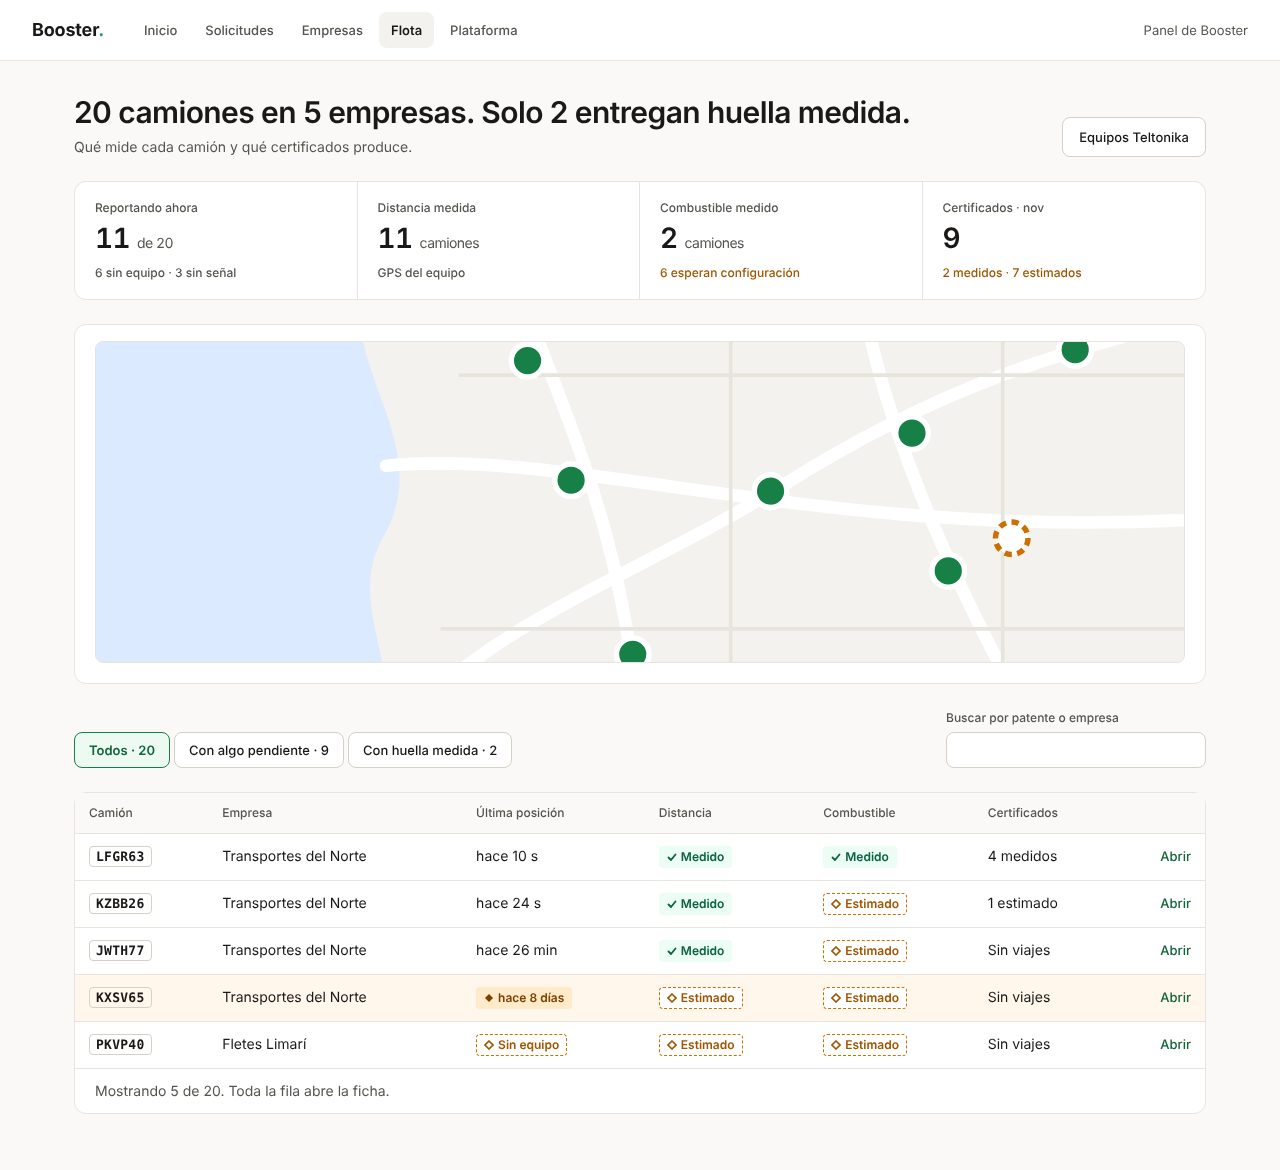 Booster.
Inicio
Solicitudes
Empresas
Flota
Plataforma
Panel de Booster
20 camiones en 5 empresas. Solo 2 entregan huella medida.
Qué mide cada camión y qué certificados produce.
Equipos Teltonika
Reportando ahora
11 de 20
6 sin equipo · 3 sin señal
Distancia medida
11 camiones
GPS del equipo
Combustible medido
2 camiones
6 esperan configuración
Certificados · nov
9
2 medidos · 7 estimados
Buscar por patente o empresa
Todos · 20
Con algo pendiente · 9
Con huella medida · 2
Camión Empresa Última posición Distancia Combustible Certificados
LFGR63 Transportes del Norte hace 10 s Medido Medido 4 medidos Abrir
KZBB26 Transportes del Norte hace 24 s Medido Estimado 1 estimado Abrir
JWTH77 Transportes del Norte hace 26 min Medido Estimado Sin viajes Abrir
KXSV65 Transportes del Norte hace 8 días Estimado Estimado Sin viajes Abrir
PKVP40 Fletes Limarí Sin equipo Estimado Estimado Sin viajes Abrir
Mostrando 5 de 20. Toda la fila abre la ficha.